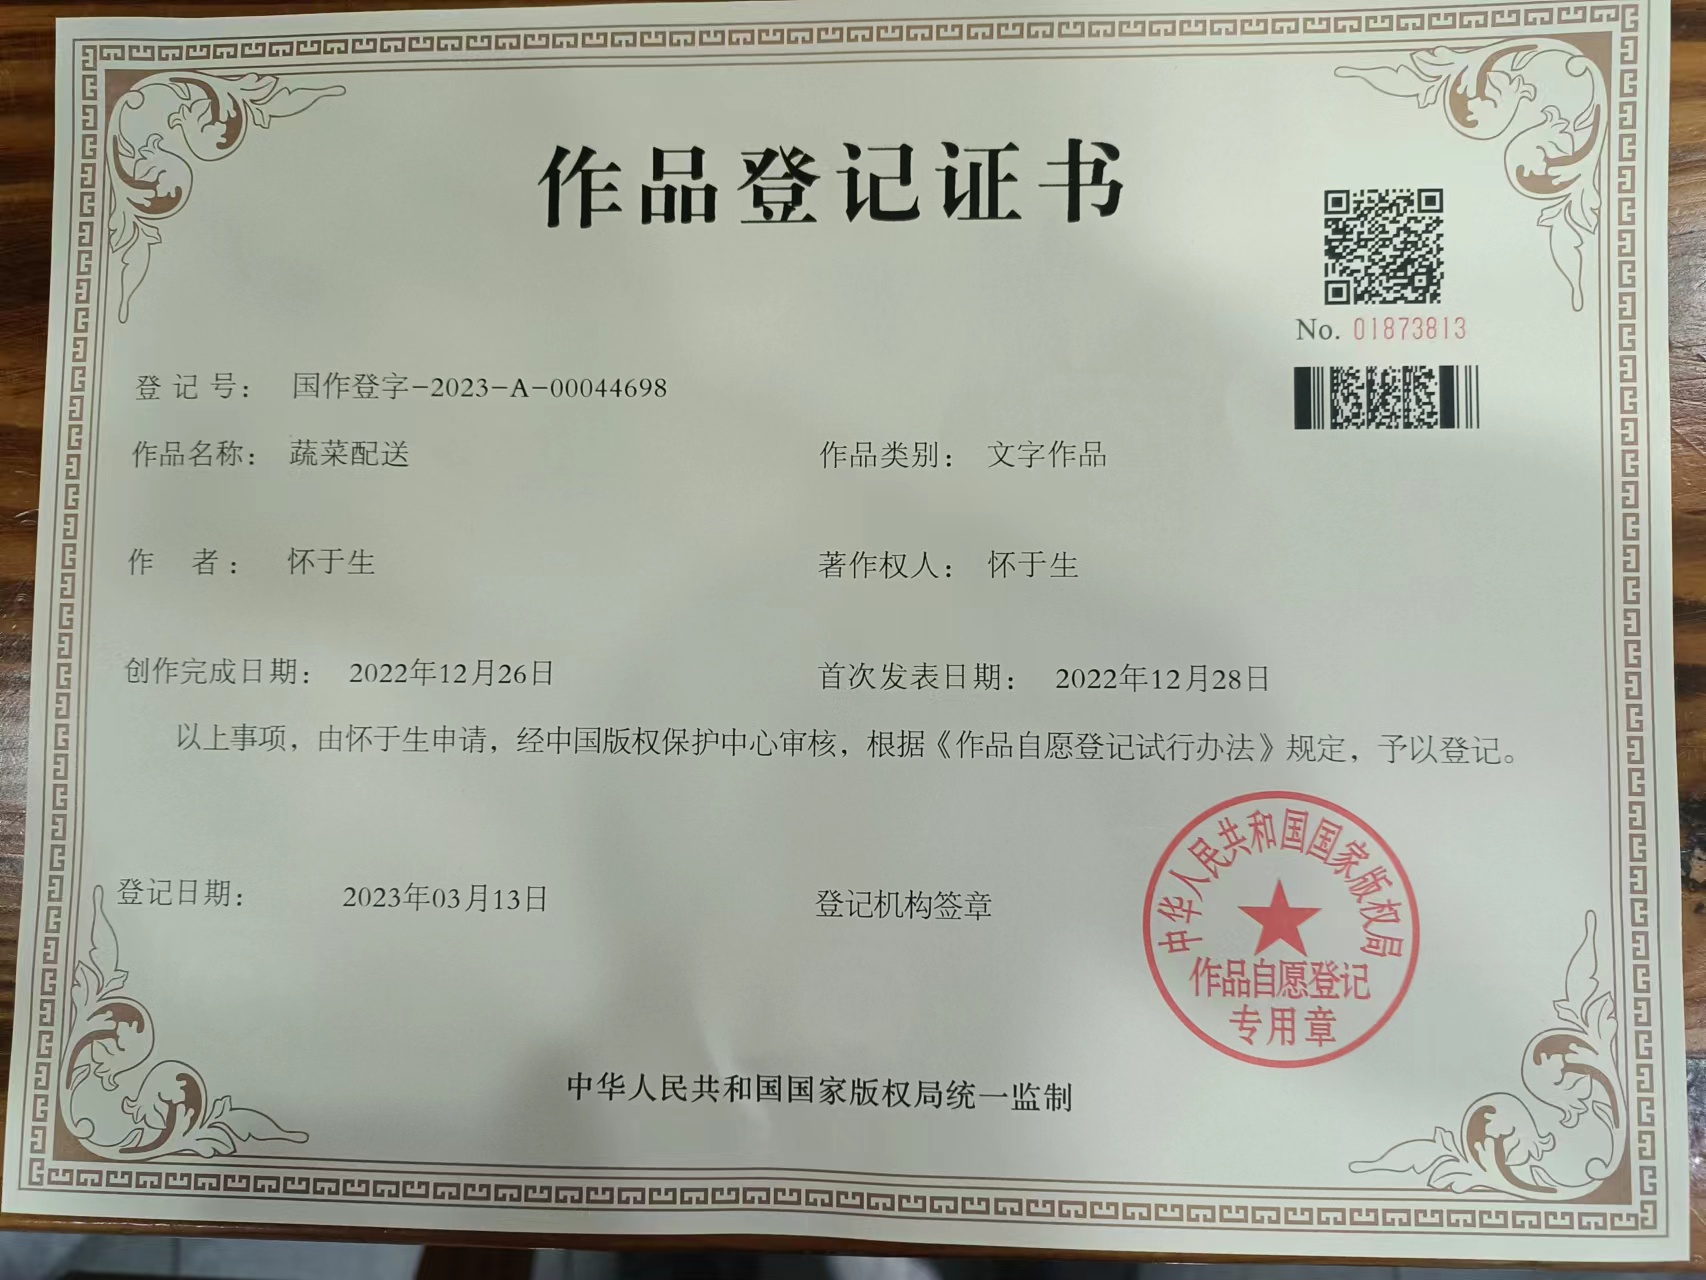 作品登记证书
No. 01873813
登 记 号： 国作登字-2023-A-00044698
作品名称： 蔬菜配送
作品类别： 文字作品
作 者： 怀于生
著作权人： 怀于生
创作完成日期： 2022年12月26日
首次发表日期： 2022年12月28日
以上事项，由怀于生申请，经中国版权保护中心审核，根据《作品自愿登记试行办法》规定，予以登记。
登记日期： 2023年03月13日
登记机构签章
中华人民共和国国家版权局
作品自愿登记
专用章
中华人民共和国国家版权局统一监制